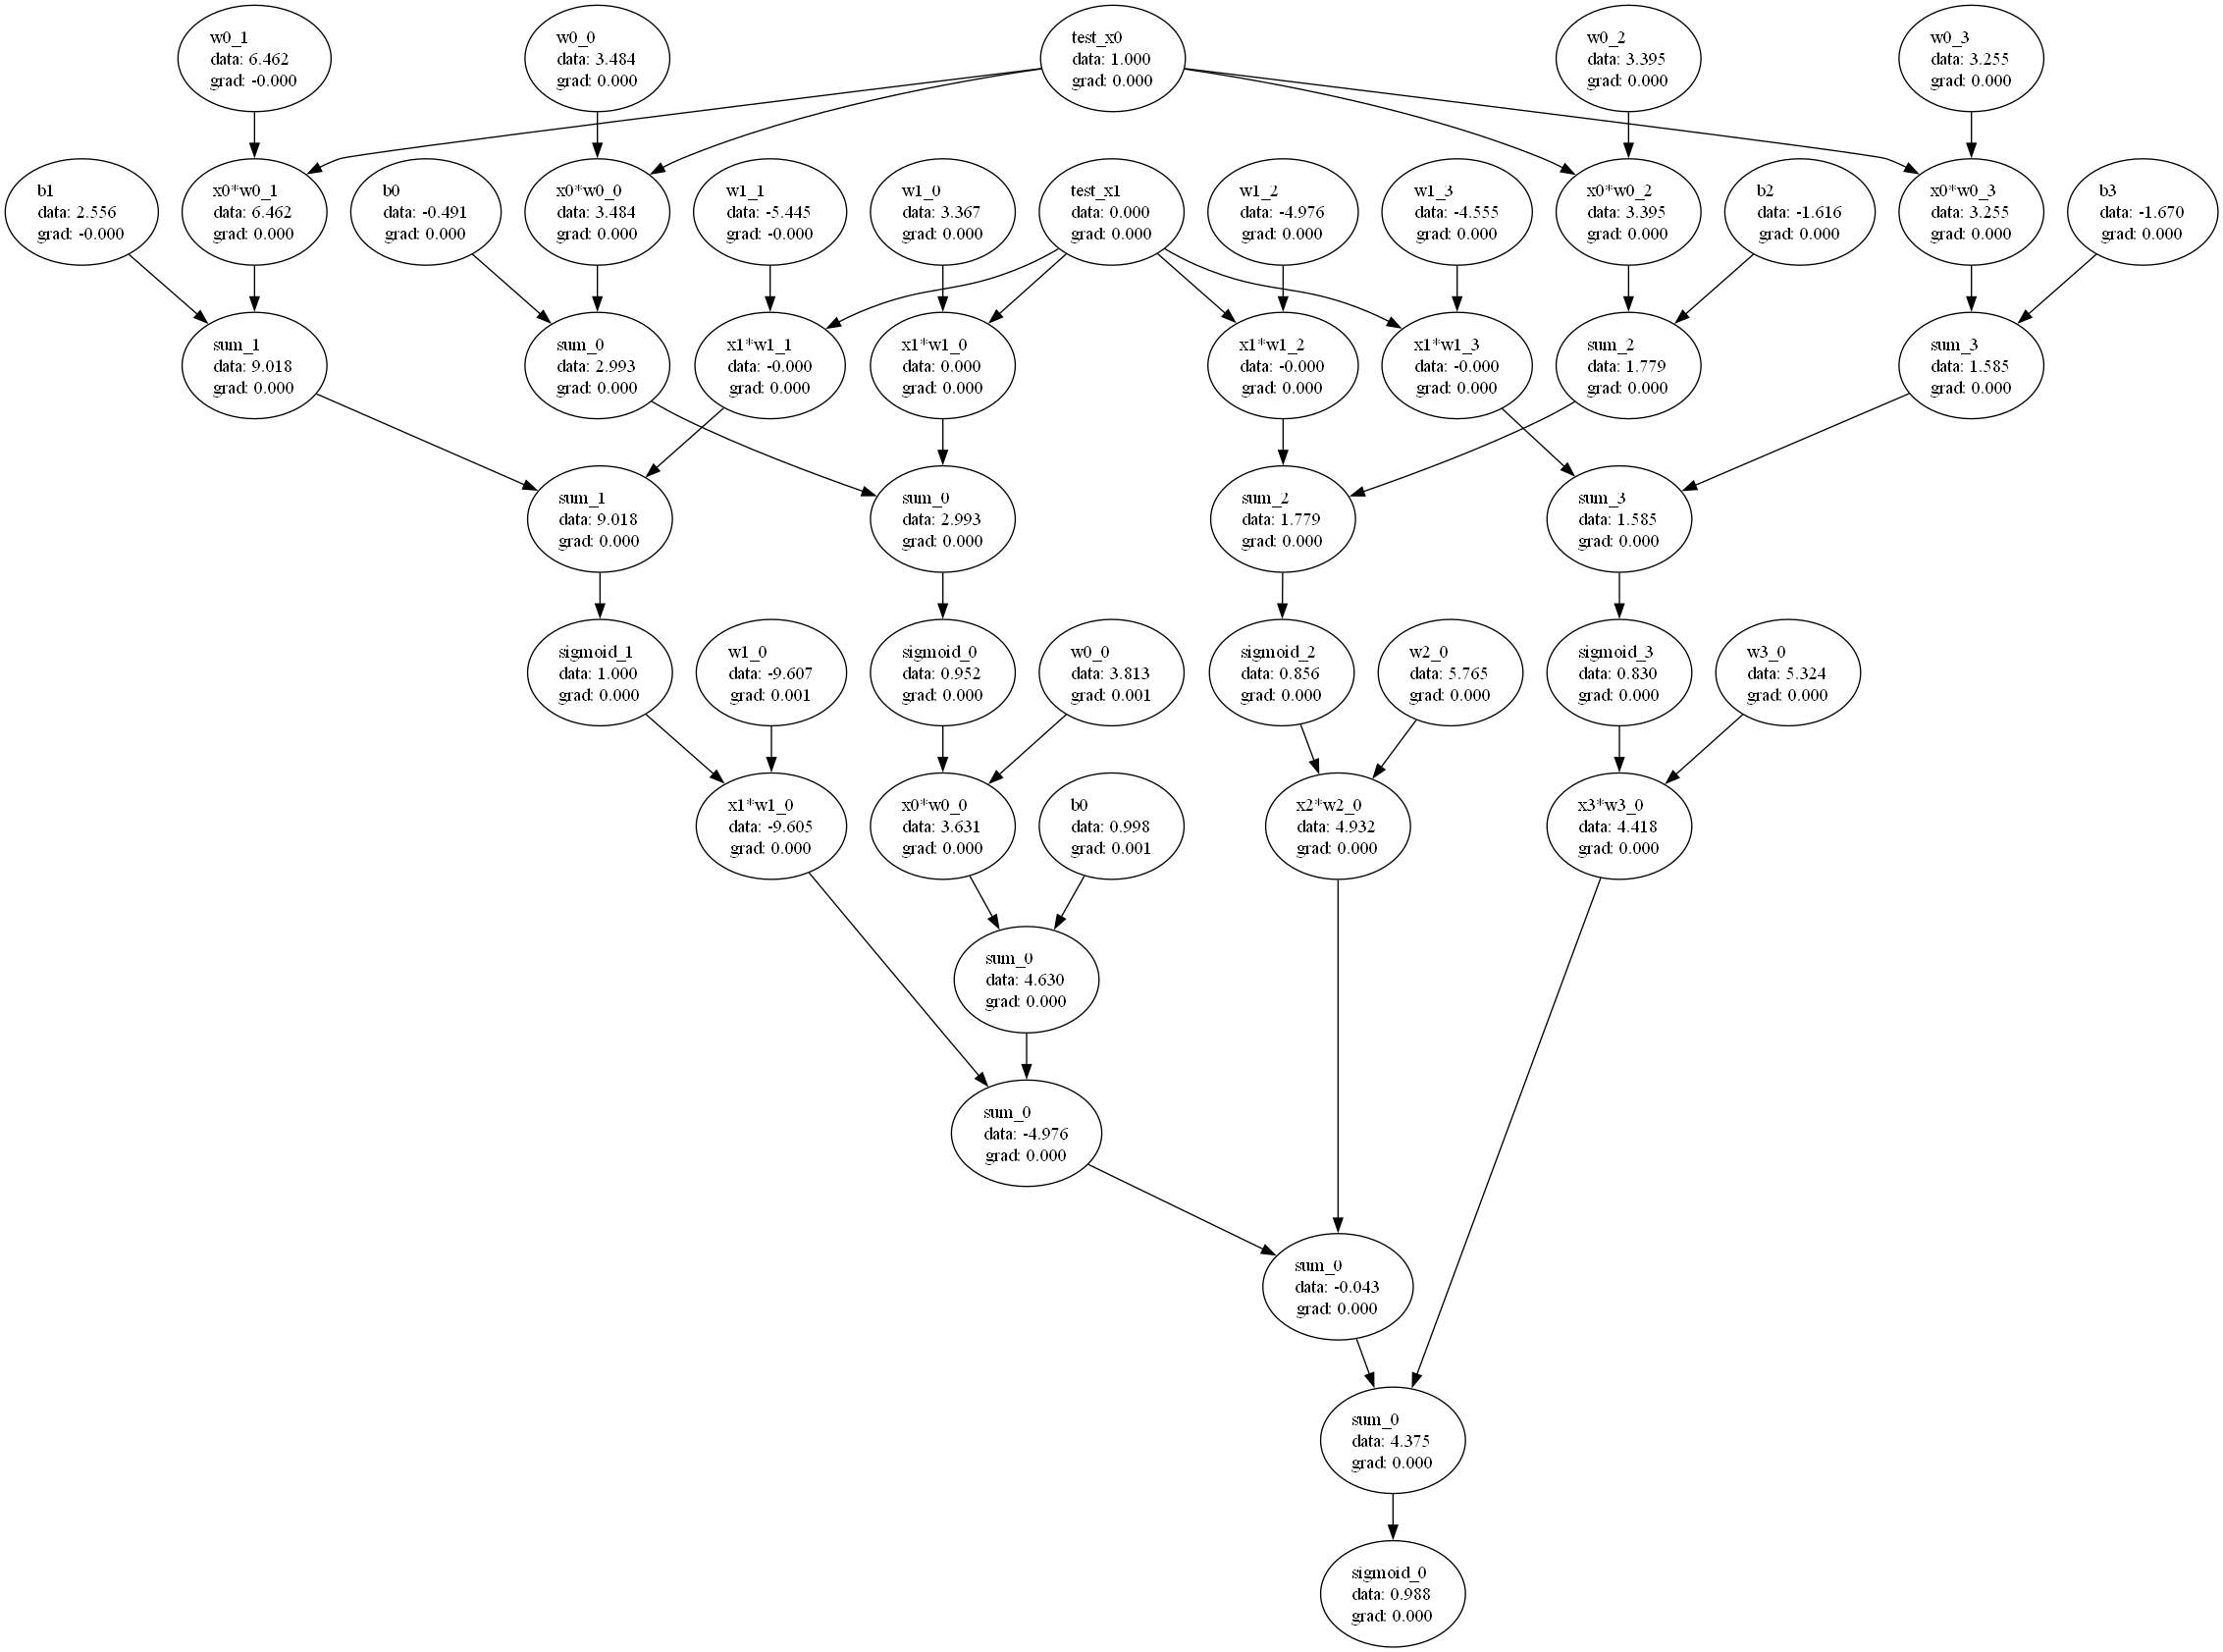 w0_1
data: 6.462
grad: -0.000
w0_0
data: 3.484
grad: 0.000
test_x0
data: 1.000
grad: 0.000
w0_2
data: 3.395
grad: 0.000
w0_3
data: 3.255
grad: 0.000
b1
data: 2.556
grad: -0.000
x0*w0_1
data: 6.462
grad: 0.000
b0
data: -0.491
grad: 0.000
x0*w0_0
data: 3.484
grad: 0.000
w1_1
data: -5.445
grad: -0.000
w1_0
data: 3.367
grad: 0.000
test_x1
data: 0.000
grad: 0.000
w1_2
data: -4.976
grad: 0.000
w1_3
data: -4.555
grad: 0.000
x0*w0_2
data: 3.395
grad: 0.000
b2
data: -1.616
grad: 0.000
x0*w0_3
data: 3.255
grad: 0.000
b3
data: -1.670
grad: 0.000
sum_1
data: 9.018
grad: 0.000
sum_0
data: 2.993
grad: 0.000
x1*w1_1
data: -0.000
grad: 0.000
x1*w1_0
data: 0.000
grad: 0.000
x1*w1_2
data: -0.000
grad: 0.000
x1*w1_3
data: -0.000
grad: 0.000
sum_2
data: 1.779
grad: 0.000
sum_3
data: 1.585
grad: 0.000
sum_1
data: 9.018
grad: 0.000
sum_0
data: 2.993
grad: 0.000
sum_2
data: 1.779
grad: 0.000
sum_3
data: 1.585
grad: 0.000
sigmoid_1
data: 1.000
grad: 0.000
w1_0
data: -9.607
grad: 0.001
sigmoid_0
data: 0.952
grad: 0.000
w0_0
data: 3.813
grad: 0.001
sigmoid_2
data: 0.856
grad: 0.000
w2_0
data: 5.765
grad: 0.000
sigmoid_3
data: 0.830
grad: 0.000
w3_0
data: 5.324
grad: 0.000
x1*w1_0
data: -9.605
grad: 0.000
x0*w0_0
data: 3.631
grad: 0.000
b0
data: 0.998
grad: 0.001
x2*w2_0
data: 4.932
grad: 0.000
x3*w3_0
data: 4.418
grad: 0.000
sum_0
data: 4.630
grad: 0.000
sum_0
data: -4.976
grad: 0.000
sum_0
data: -0.043
grad: 0.000
sum_0
data: 4.375
grad: 0.000
sigmoid_0
data: 0.988
grad: 0.000